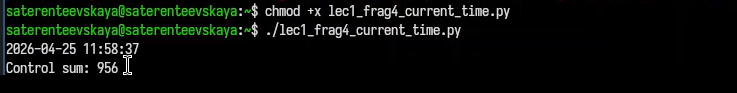 saterenteevskaya@saterenteevskaya:~$ chmod +x lec1_frag4_current_time.py
saterenteevskaya@saterenteevskaya:~$ ./lec1_frag4_current_time.py
2026-04-25 11:58:37
Control sum: 956